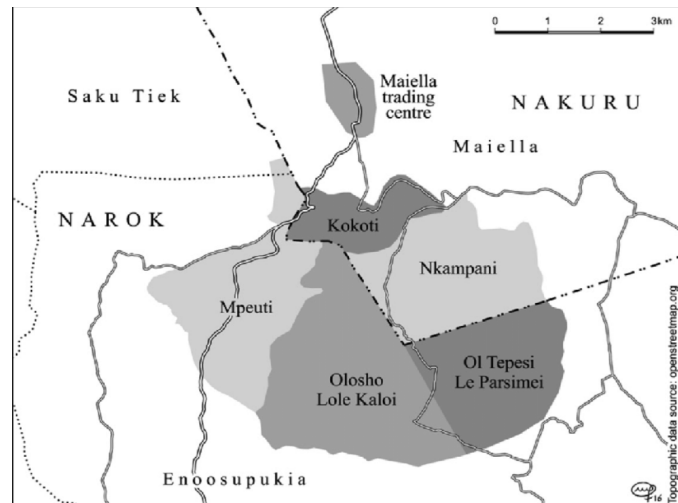 0 1 2 3km
Saku Tiek
Maiella
trading
centre
NAKURU
Maiella
NAROK
Kokoti
Nkampani
Mpeuti
Olosho
Lole Kaloi
Ol Tepesi
Le Parsimei
Enoosupukia
Topographic data source: openstreetmap.org
16